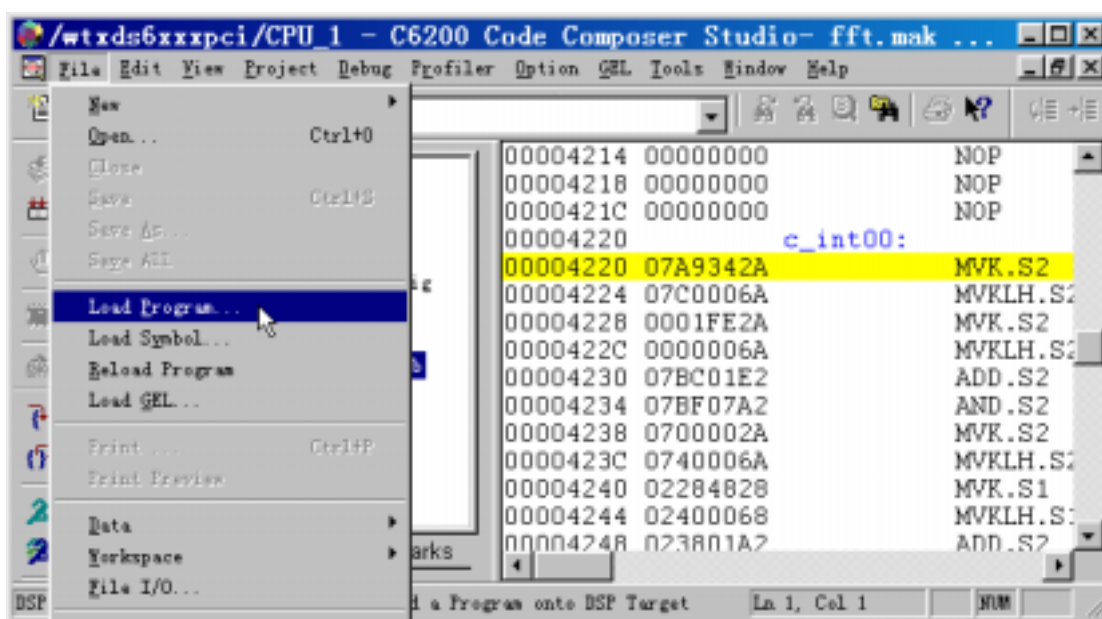 /wtxds6xxxpci/CPU_1 - C6200 Code Composer Studio- fft.mak ...
File Edit View Project Debug Profiler Option GEL Tools Window Help
New
Open... Ctrl+O
Close
Save Ctrl+S
Save As...
Save All
Load Program...
Load Symbol...
Reload Program
Load GEL...
Print ... Ctrl+P
Print Preview
Data
Workspace
File I/O...
arks
00004214 00000000 NOP
00004218 00000000 NOP
0000421C 00000000 NOP
00004220 c_int00:
00004220 07A9342A MVK.S2
00004224 07C0006A MVKLH.S2
00004228 0001FE2A MVK.S2
0000422C 0000006A MVKLH.S2
00004230 07BC01E2 ADD.S2
00004234 07BF07A2 AND.S2
00004238 0700002A MVK.S2
0000423C 0740006A MVKLH.S2
00004240 02284828 MVK.S1
00004244 02400068 MVKLH.S1
00004248 023801A2 ADD.S2
DSP d a Program onto DSP Target Ln 1, Col 1 NUM